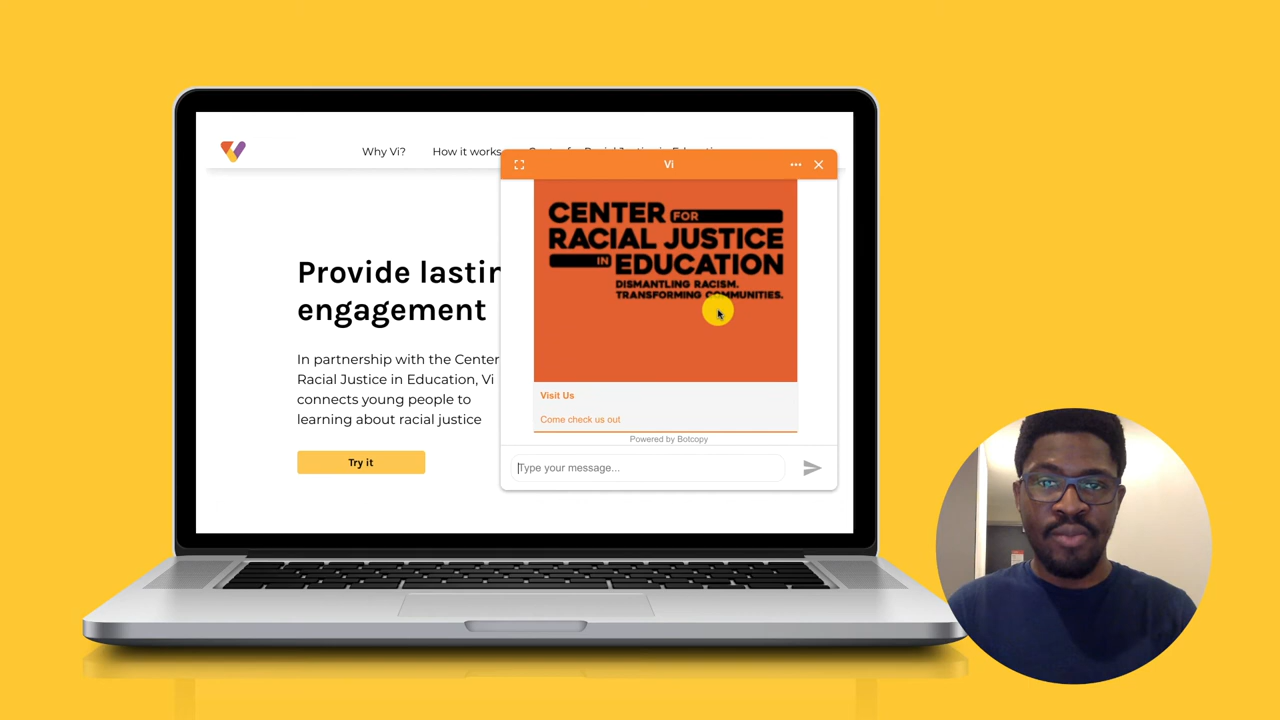 Why Vi?
How it works
Vi
CENTER FOR
RACIAL JUSTICE
IN EDUCATION
DISMANTLING RACISM.
TRANSFORMING COMMUNITIES.
Provide lastin
engagement
In partnership with the Center
Racial Justice in Education, Vi
connects young people to
learning about racial justice
Try it
Visit Us
Come check us out
Powered by Botcopy
Type your message...